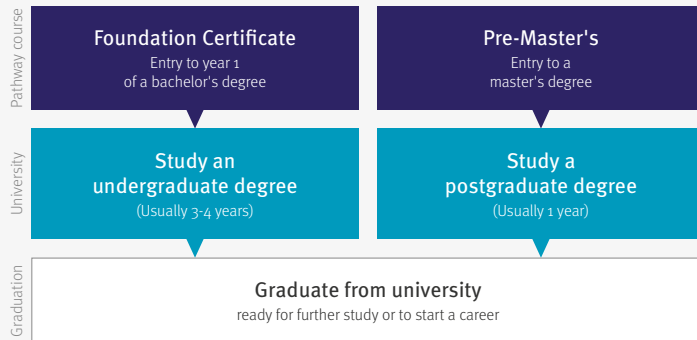 Pathway course
Foundation Certificate
Entry to year 1
of a bachelor's degree
Pre-Master's
Entry to a
master's degree
University
Study an
undergraduate degree
(Usually 3-4 years)
Study a
postgraduate degree
(Usually 1 year)
Graduation
Graduate from university
ready for further study or to start a career